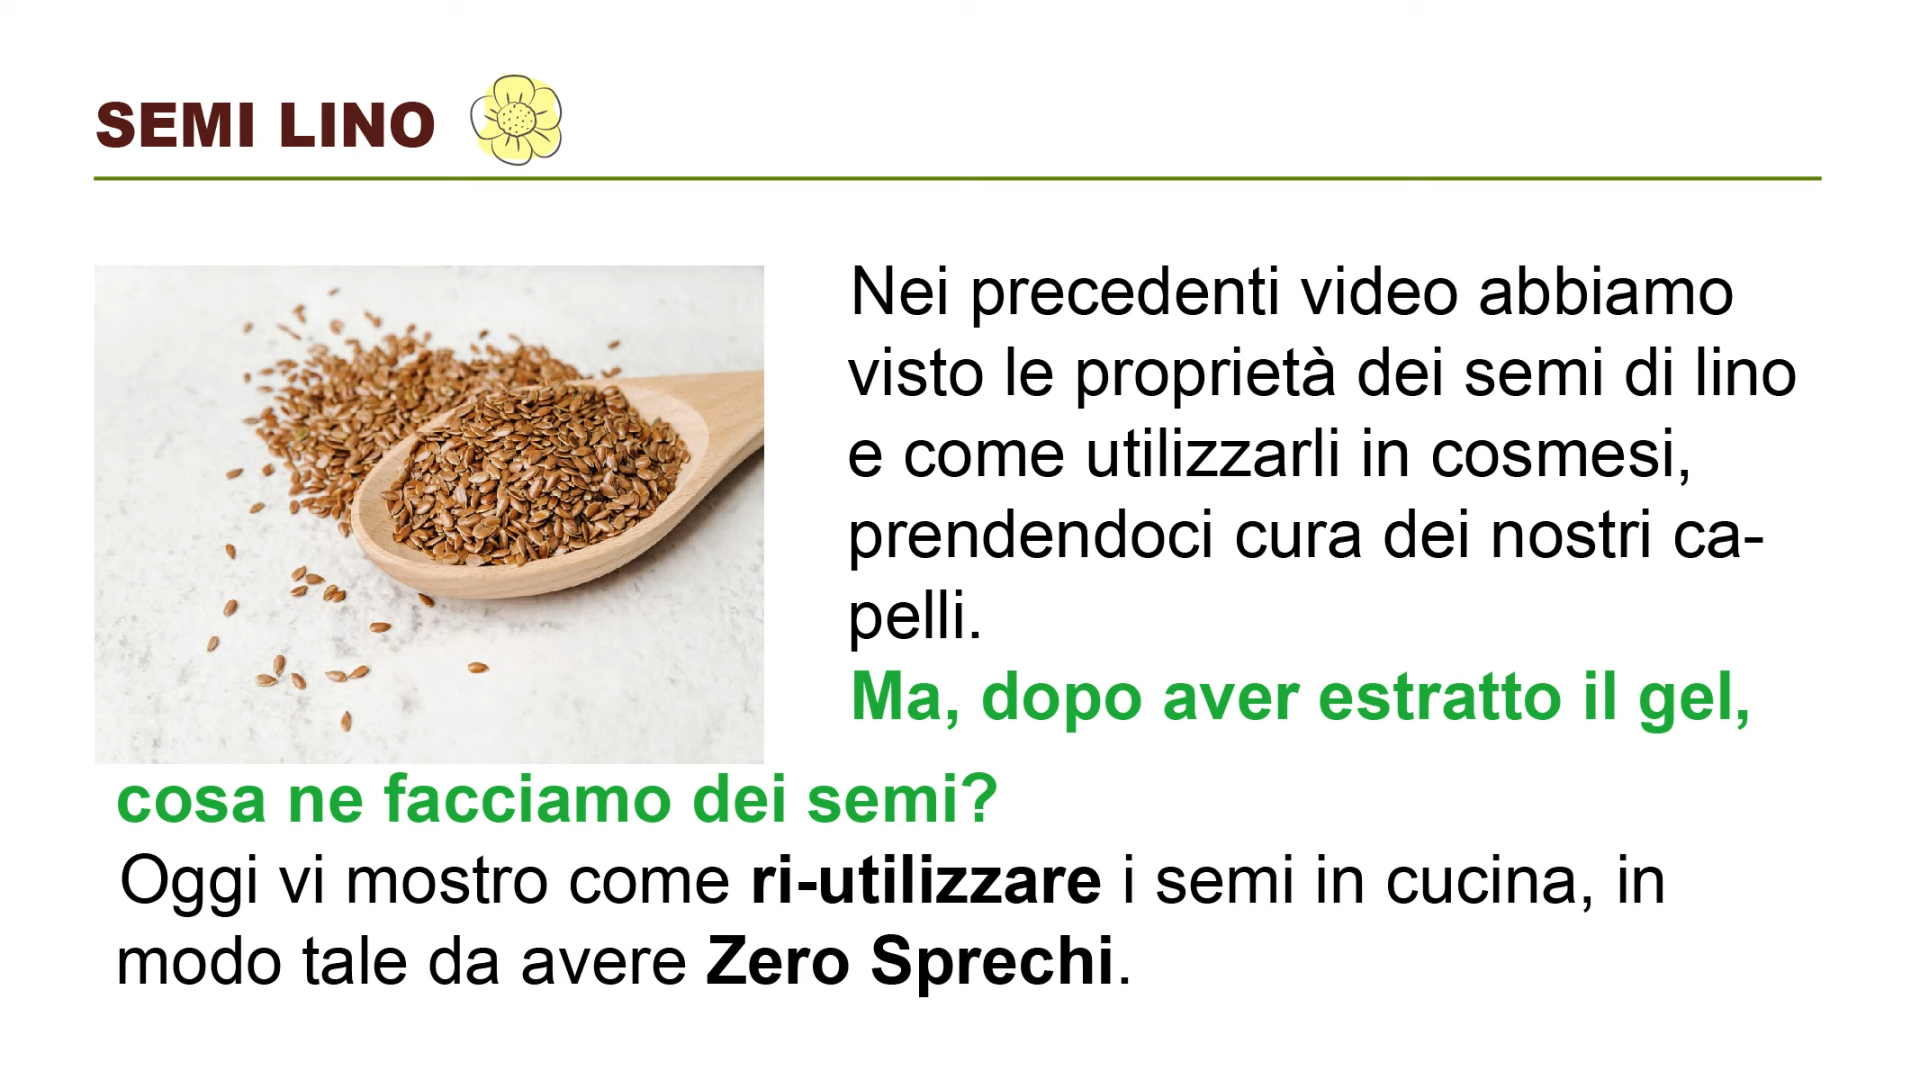 SEMI LINO
Nei precedenti video abbiamo
visto le proprietà dei semi di lino
e come utilizzarli in cosmesi,
prendendoci cura dei nostri ca-
pelli.
Ma, dopo aver estratto il gel,
cosa ne facciamo dei semi?
Oggi vi mostro come ri-utilizzare i semi in cucina, in
modo tale da avere Zero Sprechi.